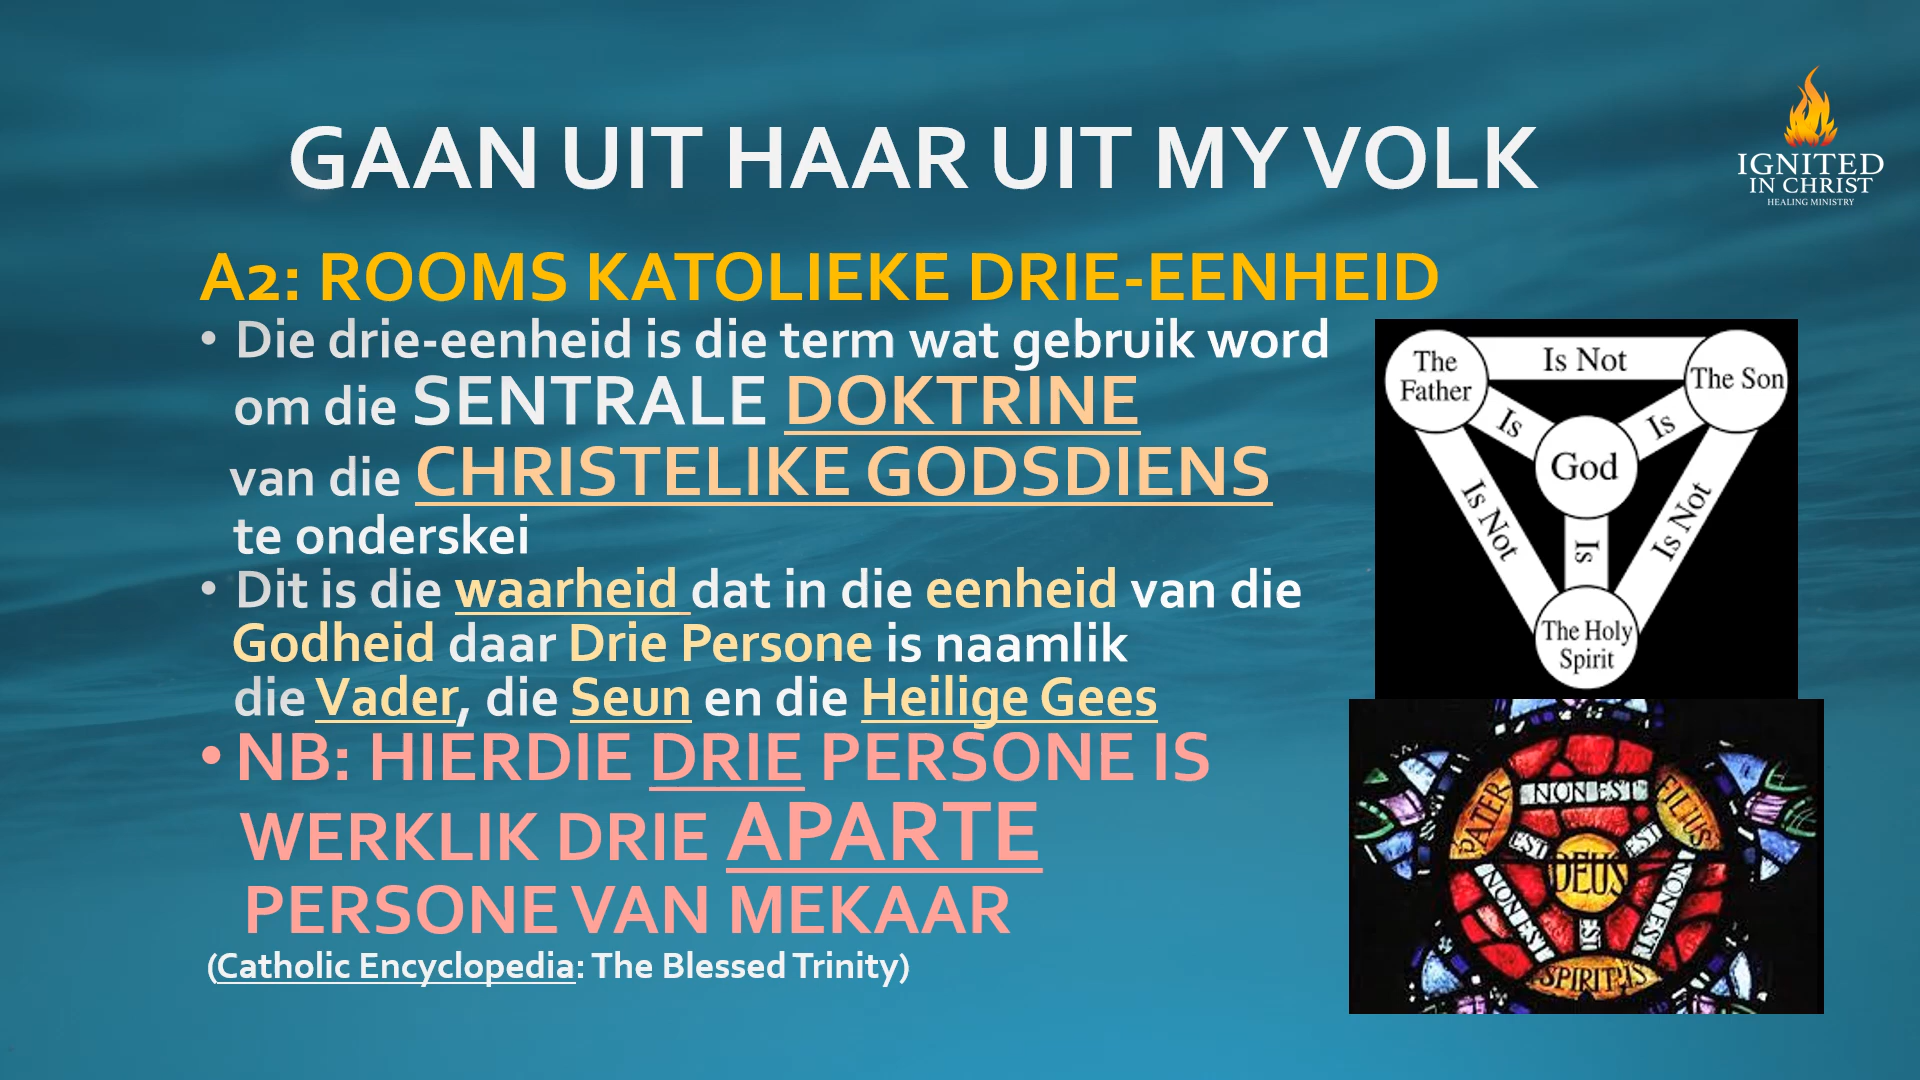 GAAN UIT HAAR UIT MY VOLK
IGNITED
IN CHRIST
HEALING MINISTRY
A2: ROOMS KATOLIEKE DRIE-EENHEID
• Die drie-eenheid is die term wat gebruik word
om die SENTRALE DOKTRINE
van die CHRISTELIKE GODSDIENS
te onderskei
• Dit is die waarheid dat in die eenheid van die
Godheid daar Drie Persone is naamlik
die Vader, die Seun en die Heilige Gees
• NB: HIERDIE DRIE PERSONE IS
WERKLIK DRIE APARTE
PERSONE VAN MEKAAR
(Catholic Encyclopedia: The Blessed Trinity)
The
Father
Is Not
The Son
Is
Is
God
Is Not
Is
Is Not
The Holy
Spirit
NON EST
PATER
FILIUS
EST
EST
DEUS
NON EST
EST
NON EST
SPIRITUS